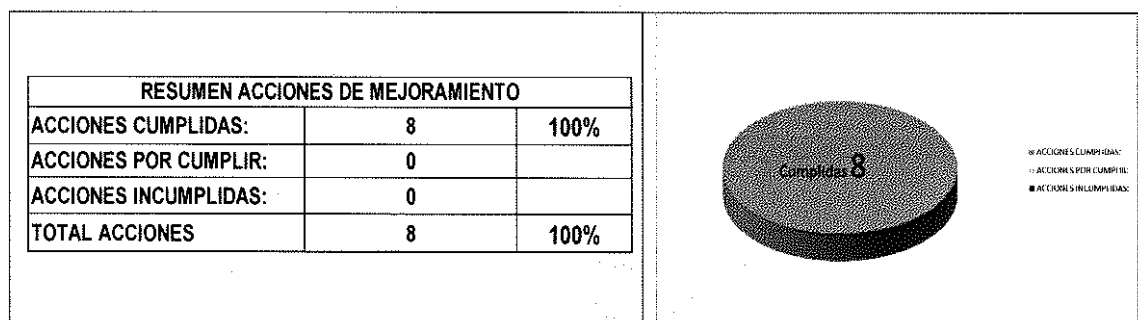 RESUMEN ACCIONES DE MEJORAMIENTO
ACCIONES CUMPLIDAS: 8 100%
ACCIONES POR CUMPLIR: 0
ACCIONES INCUMPLIDAS: 0
TOTAL ACCIONES 8 100%
Cumplidas 8
ACCIONES CUMPLIDAS:
ACCIONES POR CUMPLIR:
ACCIONES INCUMPLIDAS: